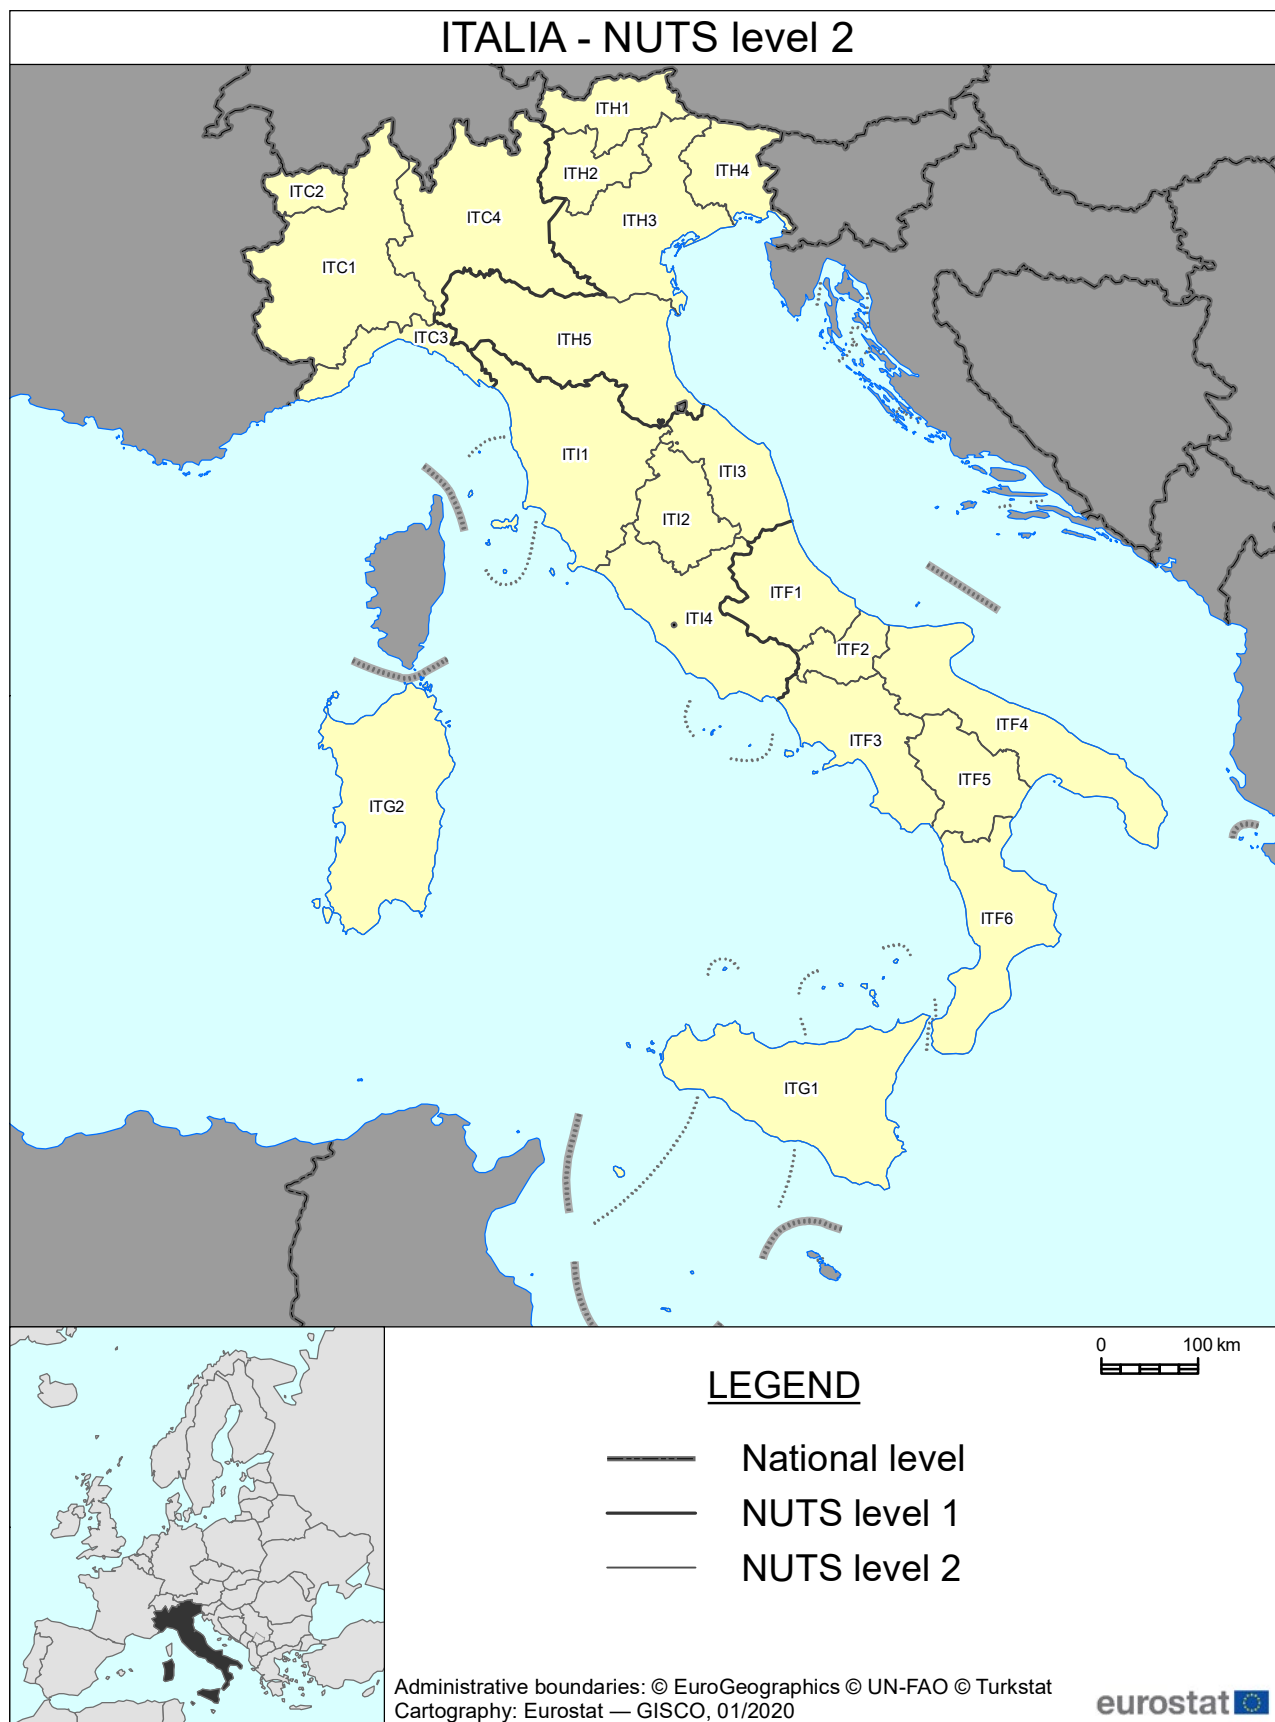 ITALIA - NUTS level 2
ITH1
ITH2
ITH4
ITC2
ITC4
ITH3
ITC1
ITC3
ITH5
ITI1
ITI3
ITI2
ITF1
ITI4
ITF2
ITF4
ITF3
ITF5
ITG2
ITF6
ITG1
0 100 km
LEGEND
National level
NUTS level 1
NUTS level 2
Administrative boundaries: © EuroGeographics © UN-FAO © Turkstat
Cartography: Eurostat — GISCO, 01/2020
eurostat